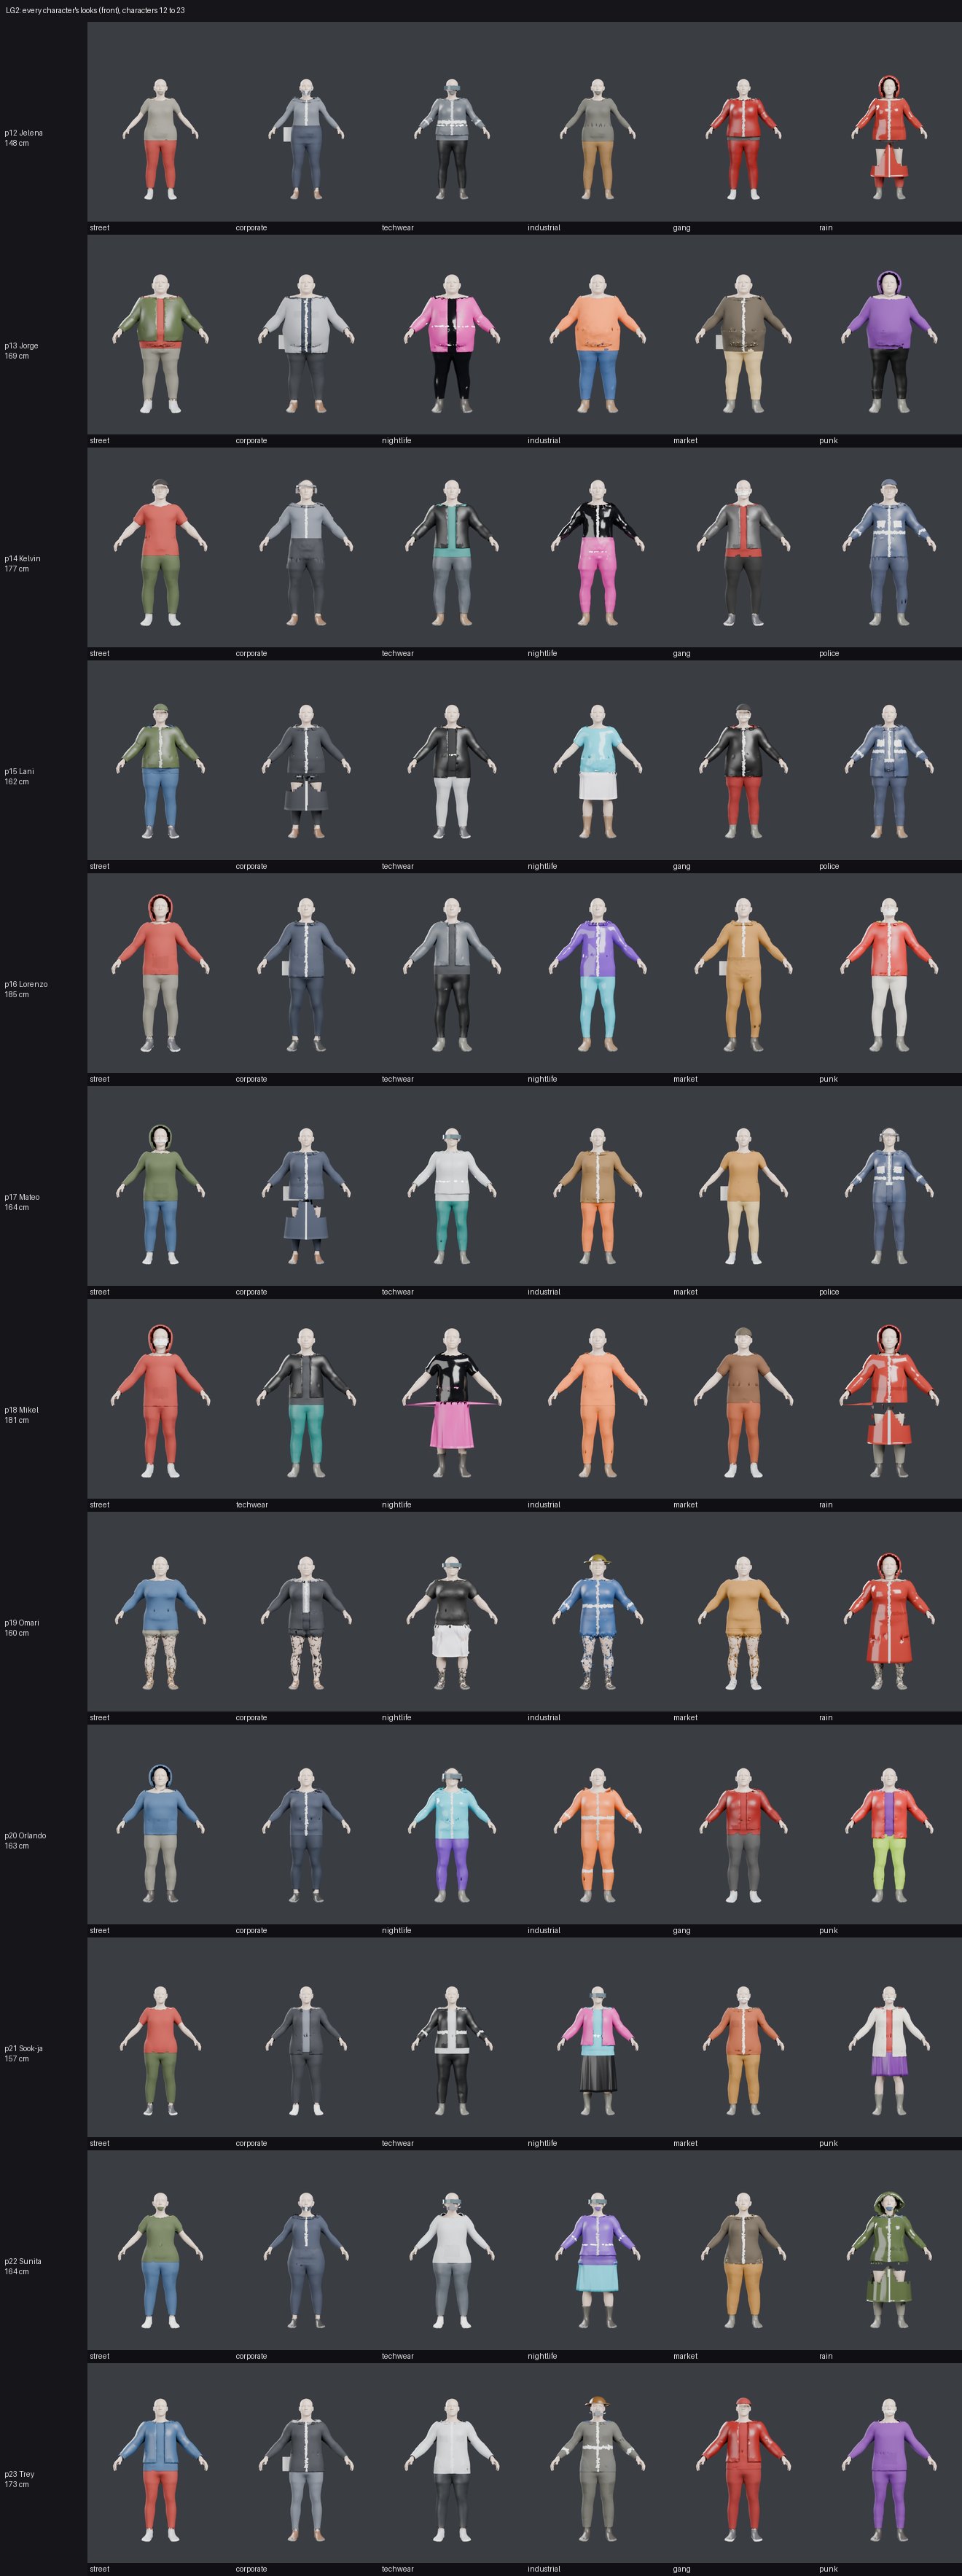 LG2: every character's looks (front), characters 12 to 23
p12 Jelena
148 cm
street corporate techwear industrial gang rain
p13 Jorge
169 cm
street corporate nightlife industrial market punk
p14 Kelvin
177 cm
street corporate techwear nightlife gang police
p15 Lani
162 cm
street corporate techwear nightlife gang police
p16 Lorenzo
185 cm
street corporate techwear nightlife market punk
p17 Mateo
164 cm
street corporate techwear industrial market police
p18 Mikel
181 cm
street techwear nightlife industrial market rain
p19 Omari
160 cm
street corporate nightlife industrial market rain
p20 Orlando
163 cm
street corporate nightlife industrial gang punk
p21 Sook-ja
157 cm
street corporate techwear nightlife market punk
p22 Sunita
164 cm
street corporate techwear nightlife market rain
p23 Trey
173 cm
street corporate techwear industrial gang punk